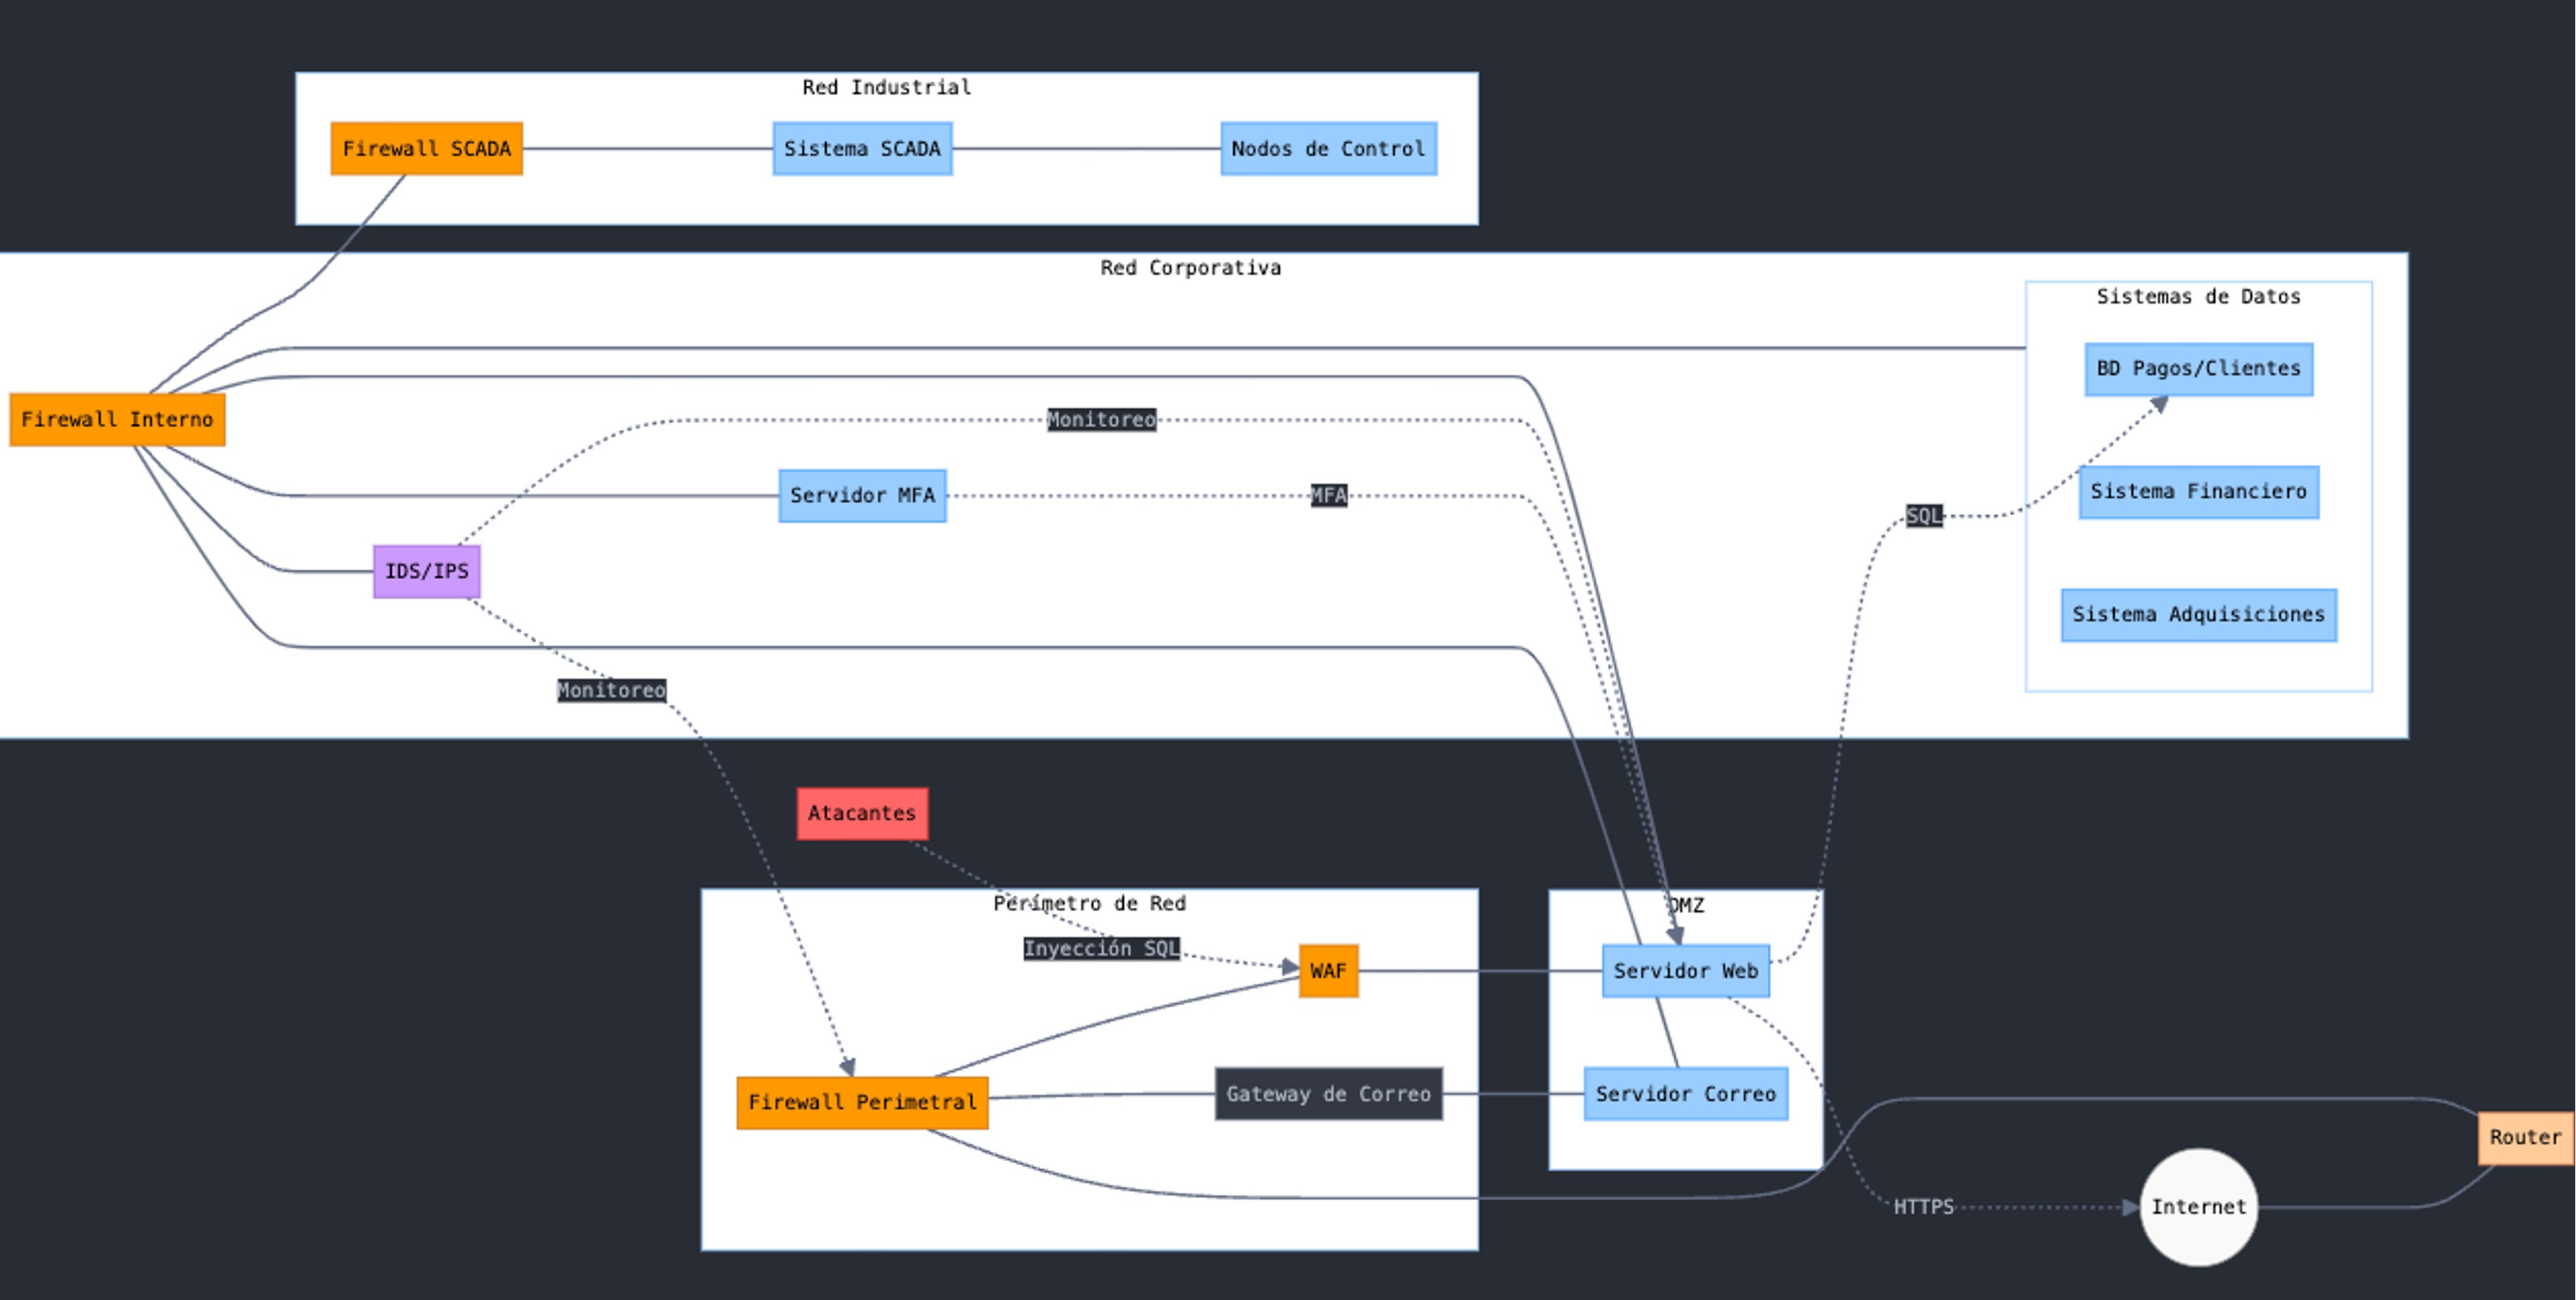 Red Industrial
Firewall SCADA
Sistema SCADA
Nodos de Control
Red Corporativa
Sistemas de Datos
BD Pagos/Clientes
Firewall Interno
Monitoreo
Sistema Financiero
Servidor MFA
MFA
SQL
IDS/IPS
Sistema Adquisiciones
Monitoreo
Atacantes
Perímetro de Red
DMZ
Inyección SQL
WAF
Servidor Web
Firewall Perimetral
Gateway de Correo
Servidor Correo
Router
HTTPS
Internet